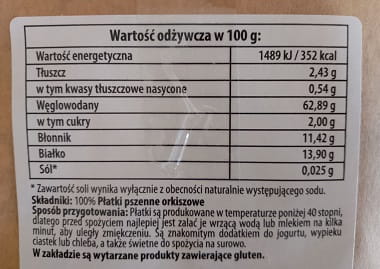 Wartość odżywcza w 100 g:
Wartość energetyczna 1489 kJ / 352 kcal
Tłuszcz 2,43 g
w tym kwasy tłuszczowe nasycone 0,54 g
Węglowodany 62,89 g
w tym cukry 2,00 g
Błonnik 11,42 g
Białko 13,90 g
Sól* 0,025 g
* Zawartość soli wynika wyłącznie z obecności naturalnie występującego sodu.
Składniki: 100% Płatki pszenne orkiszowe
Sposób przygotowania: Płatki są produkowane w temperaturze poniżej 40 stopni,
dlatego przed spożyciem najlepiej jest zalać je wrzącą wodą lub mlekiem na kilka
minut, aby uległy zmiękczeniu. Są znakomitym dodatkiem do jogurtu, wypieku
ciastek lub chleba, a także świetne do spożycia na surowo.
W zakładzie są wytarzane produkty zawierające gluten.